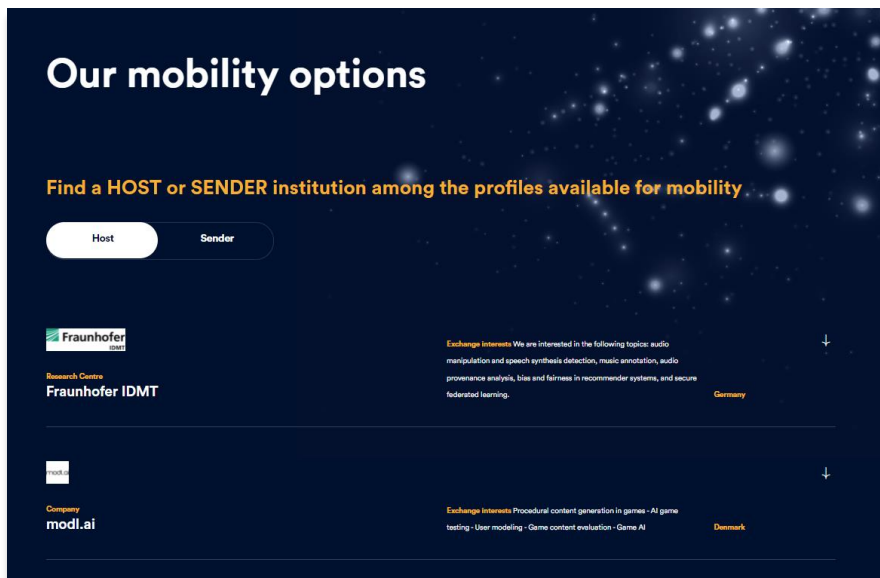 Our mobility options
Find a HOST or SENDER institution among the profiles available for mobility
Host
Sender
Fraunhofer
IDMT
Research Centre
Fraunhofer IDMT
Exchange interests We are interested in the following topics: audio
manipulation and speech synthesis detection, music annotation, audio
provenance analysis, bias and fairness in recommender systems, and secure
federated learning.
Germany
modl.ai
Company
modl.ai
Exchange interests Procedural content generation in games - AI game
testing - User modeling - Game content evaluation - Game AI
Denmark